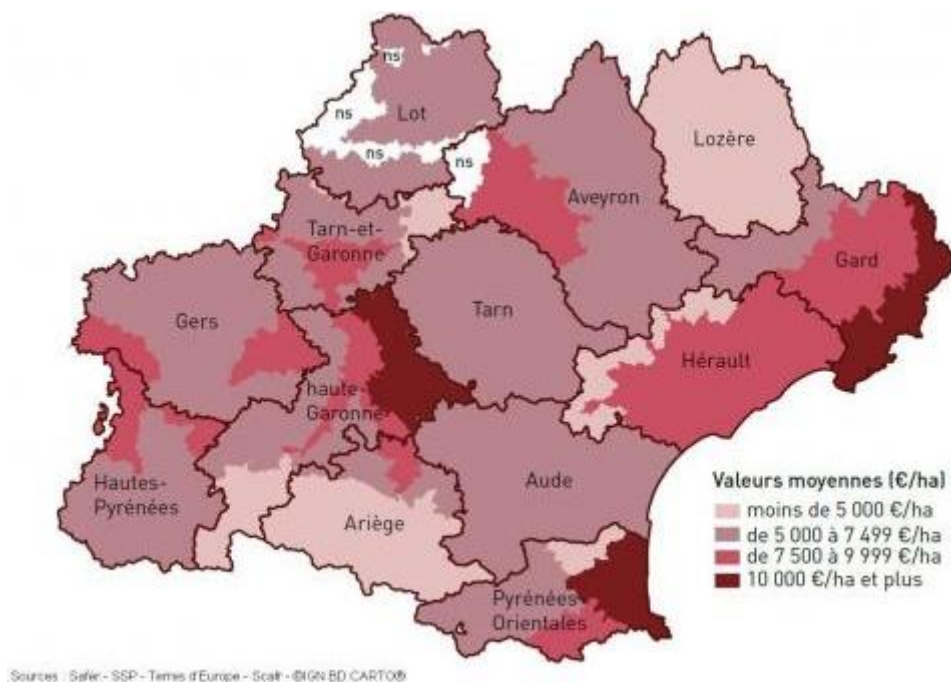 ns
Lot
ns
ns
ns
Lozère
Aveyron
Tarn-et-
Garonne
Gard
Gers
Tarn
Hérault
haute-
Garonne
Hautes-
Pyrénées
Aude
Ariège
Pyrénées
Orientales
Valeurs moyennes (€/ha)
moins de 5 000 €/ha
de 5 000 à 7 499 €/ha
de 7 500 à 9 999 €/ha
10 000 €/ha et plus
Sources : Safer - SSP - Terres d'Europe - Scafr - ©IGN BD CARTO®